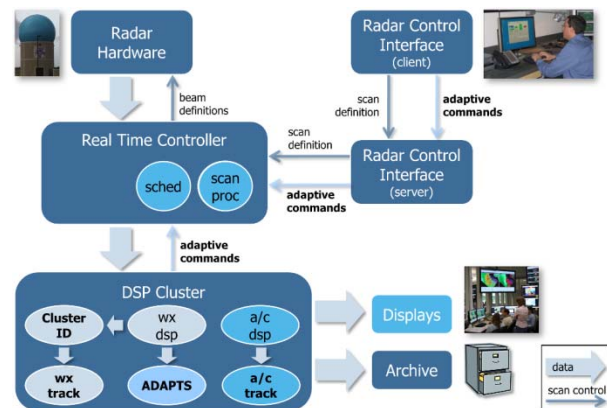 Radar
Hardware
Radar Control
Interface
(client)
beam
definitions
scan
definition
adaptive
commands
Real Time Controller
sched
scan
proc
scan
definition
adaptive
commands
Radar Control
Interface
(server)
adaptive
commands
DSP Cluster
Cluster
ID
wx
dsp
a/c
dsp
wx
track
ADAPTS
a/c
track
Displays
Archive
data
scan control